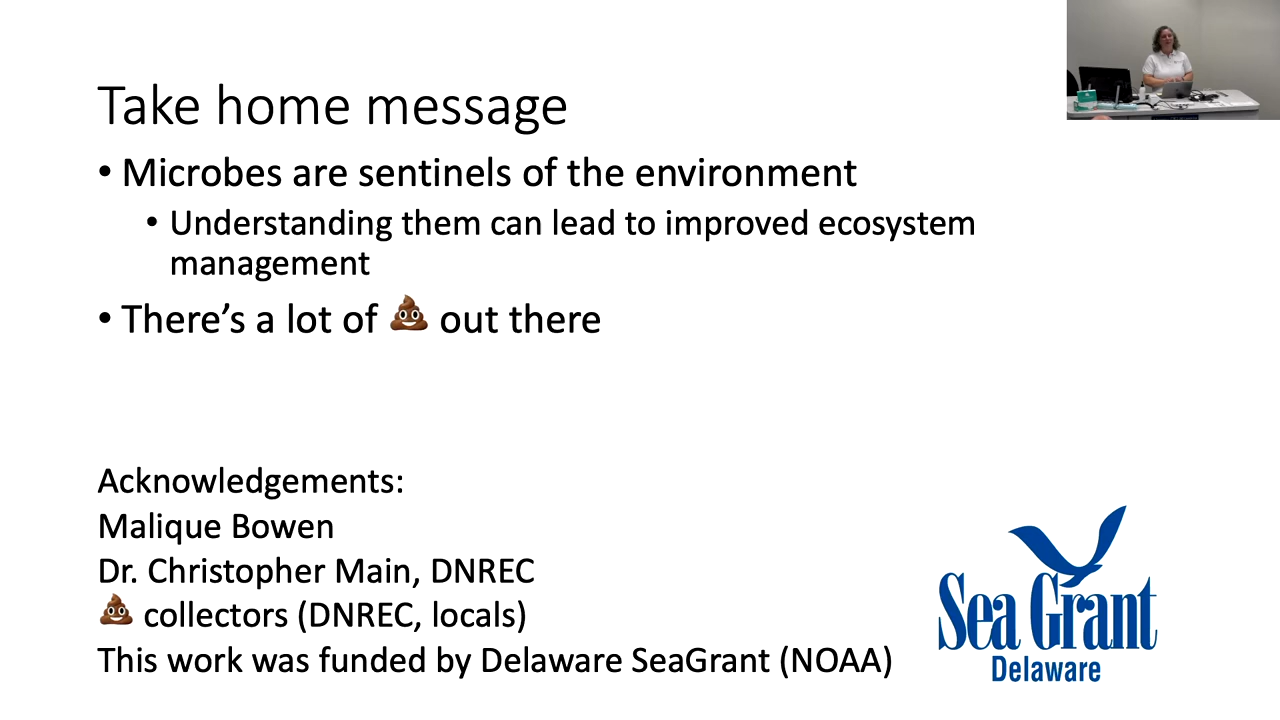 Take home message
• Microbes are sentinels of the environment
• Understanding them can lead to improved ecosystem
management
• There’s a lot of 💩 out there
Acknowledgements:
Malique Bowen
Dr. Christopher Main, DNREC
💩 collectors (DNREC, locals)
This work was funded by Delaware SeaGrant (NOAA)
Sea Grant
Delaware